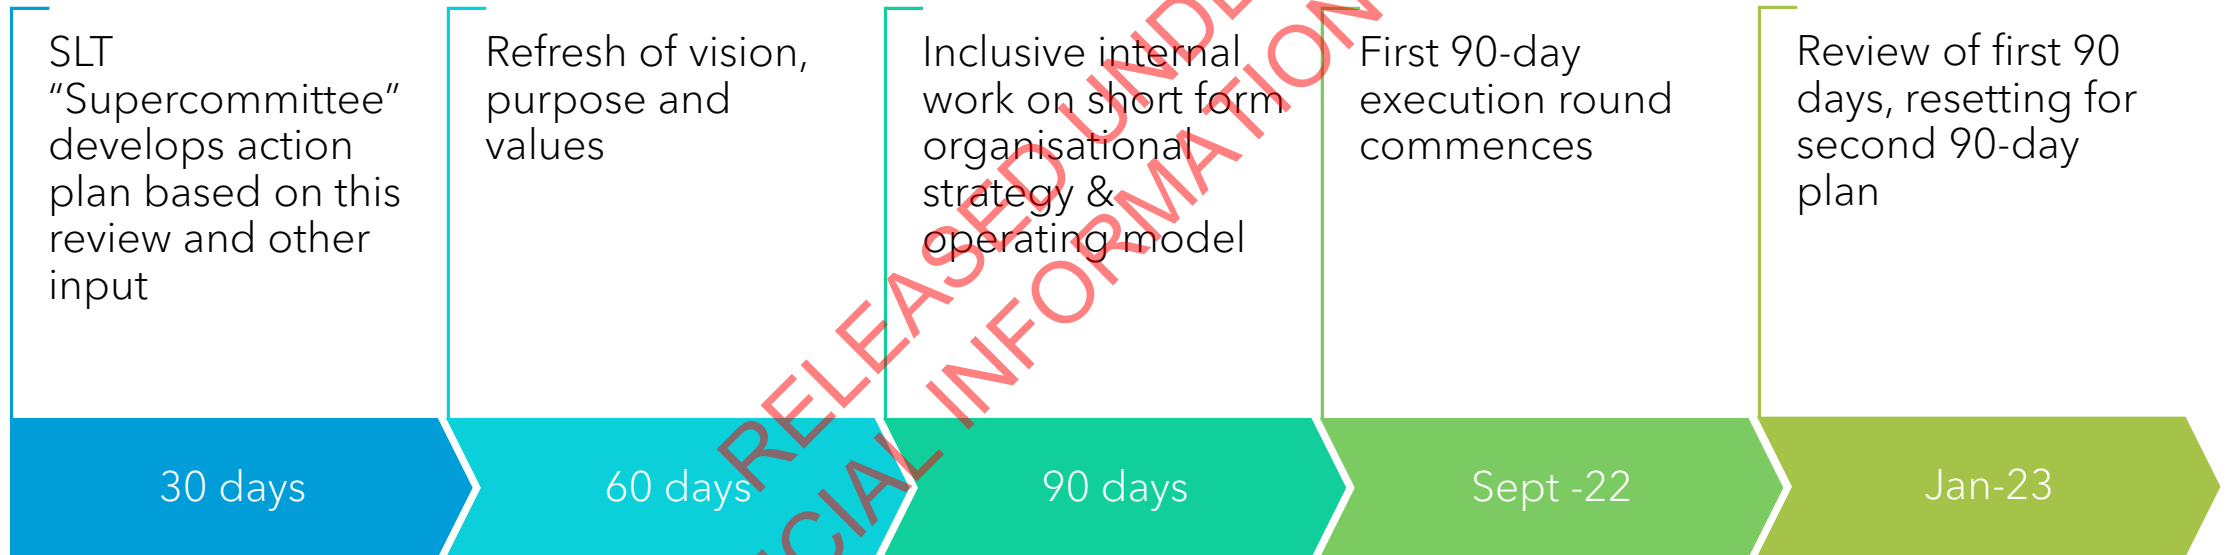 SLT
“Supercommittee”
develops action
plan based on this
review and other
input
30 days
Refresh of vision,
purpose and
values
60 days
Inclusive internal
work on short form
organisational
strategy &
operating model
90 days
First 90-day
execution round
commences
Sept -22
Review of first 90
days, resetting for
second 90-day
plan
Jan-23
RELEASED UNDE
CIAL INFORMATION